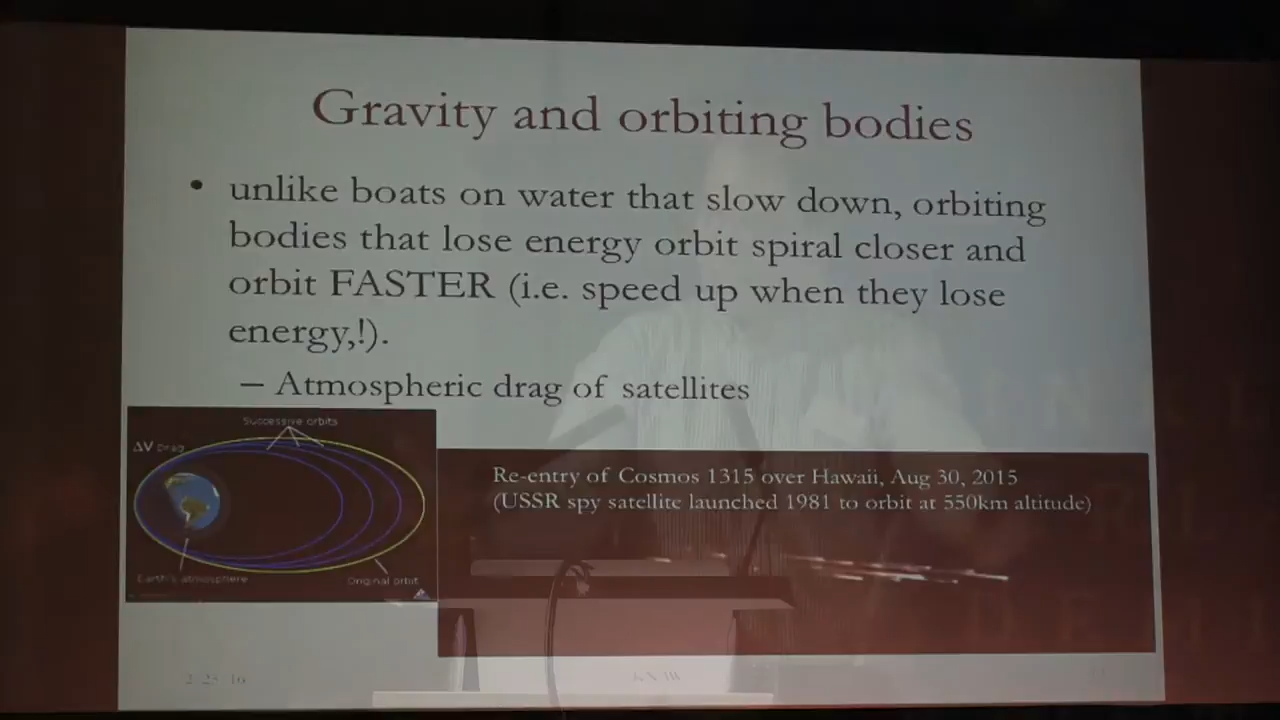 Gravity and orbiting bodies
• unlike boats on water that slow down, orbiting
bodies that lose energy orbit spiral closer and
orbit FASTER (i.e. speed up when they lose
energy,!).
– Atmospheric drag of satellites
Successive orbits
ΔV Drag
Earth's atmosphere
Original orbit
Re-entry of Cosmos 1315 over Hawaii, Aug 30, 2015
(USSR spy satellite launched 1981 to orbit at 550km altitude)